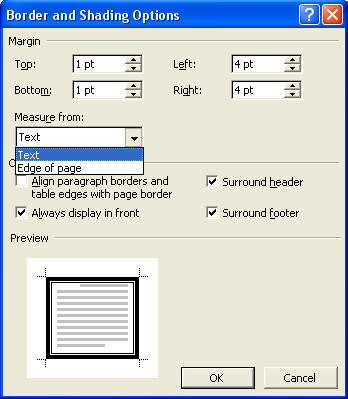 Border and Shading Options
Margin
Top: 1 pt Left: 4 pt
Bottom: 1 pt Right: 4 pt
Measure from:
Text
Text
Edge of page
Align paragraph borders and
table edges with page border
Surround header
Always display in front
Surround footer
Preview
OK Cancel